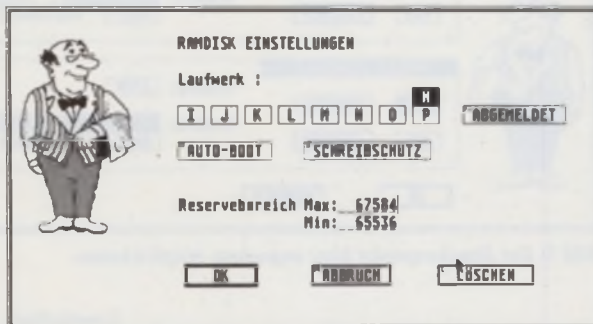 RAMDISK EINSTELLUNGEN
Laufwerk :
H
I J K L M N O P ABGEMELDET
AUTO-BOOT SCHREIBSCHUTZ
Reservebereich Max: 67584
Min: 65536
OK ABBRUCH LÖSCHEN